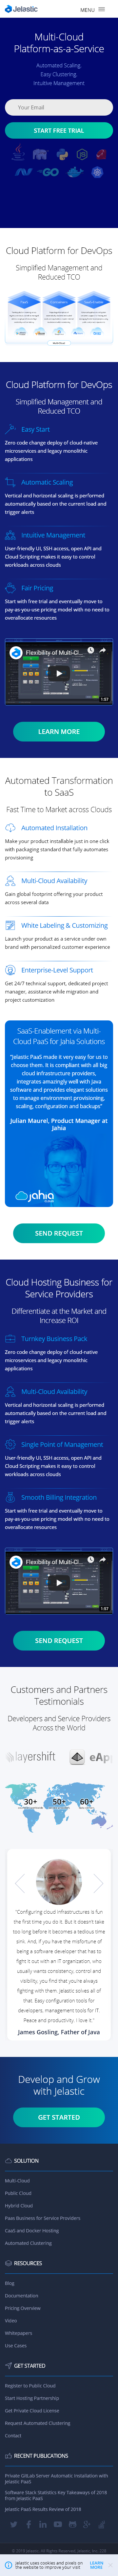 Jelastic
MENU
Multi-Cloud
Platform-as-a-Service
Automated Scaling.
Easy Clustering.
Intuitive Management
Your Email
START FREE TRIAL
Cloud Platform for DevOps
Simplified Management and
Reduced TCO
Cloud Platform for DevOps
Simplified Management and
Reduced TCO
Easy Start
Zero code change deploy of cloud-native
microservices and legacy monolithic
applications
Automatic Scaling
Vertical and horizontal scaling is performed
automatically based on the current load and
trigger alerts
Intuitive Management
User-friendly UI, SSH access, open API and
Cloud Scripting makes it easy to control
workloads across clouds
Fair Pricing
Start with free trial and eventually move to
pay-as-you-use pricing model with no need to
overallocate resources
Flexibility of Multi-Cl...
1:07
LEARN MORE
Automated Transformation
to SaaS
Fast Time to Market across Clouds
Automated Installation
Make your product installable just in one click
with packaging standard that fully automates
provisioning
Multi-Cloud Availability
Gain global footprint offering your product
across several data
White Labeling & Customizing
Launch your product as a service under own
brand with personalized user experience
Enterprise-Level Support
Get 24/7 technical support, dedicated project
manager, assistance while migration and
project customization
SaaS-Enablement via Multi-
Cloud PaaS for Jahia Solutions
"Jelastic PaaS made it very easy for us to
choose them. It is compliant with all big
cloud infrastructure providers,
integrates amazingly well with Java
and provides elegant solutions to
manage environment provisioning,
scaling, configuration and backups"
Julian Maurel, Product Manager at
Jahia
jahia
SEND REQUEST
Cloud Hosting Business for
Service Providers
Differentiate at the Market and
Increase ROI
Turnkey Business Pack
Zero code change deploy of cloud-native
microservices and legacy monolithic
applications
Multi-Cloud Availability
Vertical and horizontal scaling is performed
automatically based on the current load and
trigger alerts
Single Point of Management
User-friendly UI, SSH access, open API and
Cloud Scripting makes it easy to control
workloads across clouds
Smooth Billing Integration
Start with free trial and eventually move to
pay-as-you-use pricing model with no need to
overallocate resources
Flexibility of Multi-Cl...
1:07
SEND REQUEST
Customers and Partners
Testimonials
Developers and Service Providers
Across the World
layershift
eAp
30+
50+
60+
"Configuring cloud infrastructures is fun
the first time you do it. But it doesn't take
too long before it becomes a tedious time
sink. And, if you have the misfortune of
being a software developer that has to
fight it out with an IT organization, with
usually very weak consistency, control and
visibility, you find that you're always
fighting with them. Jelastic solves all of
that. Easy configuration tools for
developers, management tools for IT.
Peace and productivity. I love it."
James Gosling, Father of Java
Develop and Grow
with Jelastic
GET STARTED
SOLUTION
Multi-Cloud
Public Cloud
Hybrid Cloud
Paas Business for Service Providers
CaaS and Docker Hosting
Automated Clustering
RESOURCES
Blog
Documentation
Pricing Overview
Video
Whitepapers
Use Cases
GET STARTED
Register to Public Cloud
Start Hosting Partnership
Get Private Cloud License
Request Automated Clustering
Contact
RECENT PUBLICATIONS
Private GitLab Server Automatic Installation with
Jelastic PaaS
Software Stack Versions Key Takeaways of 2018
from Jelastic PaaS
Jelastic PaaS Results Review of 2018
Jelastic uses cookies and pixels on
the website to improve your visit
LEARN
MORE